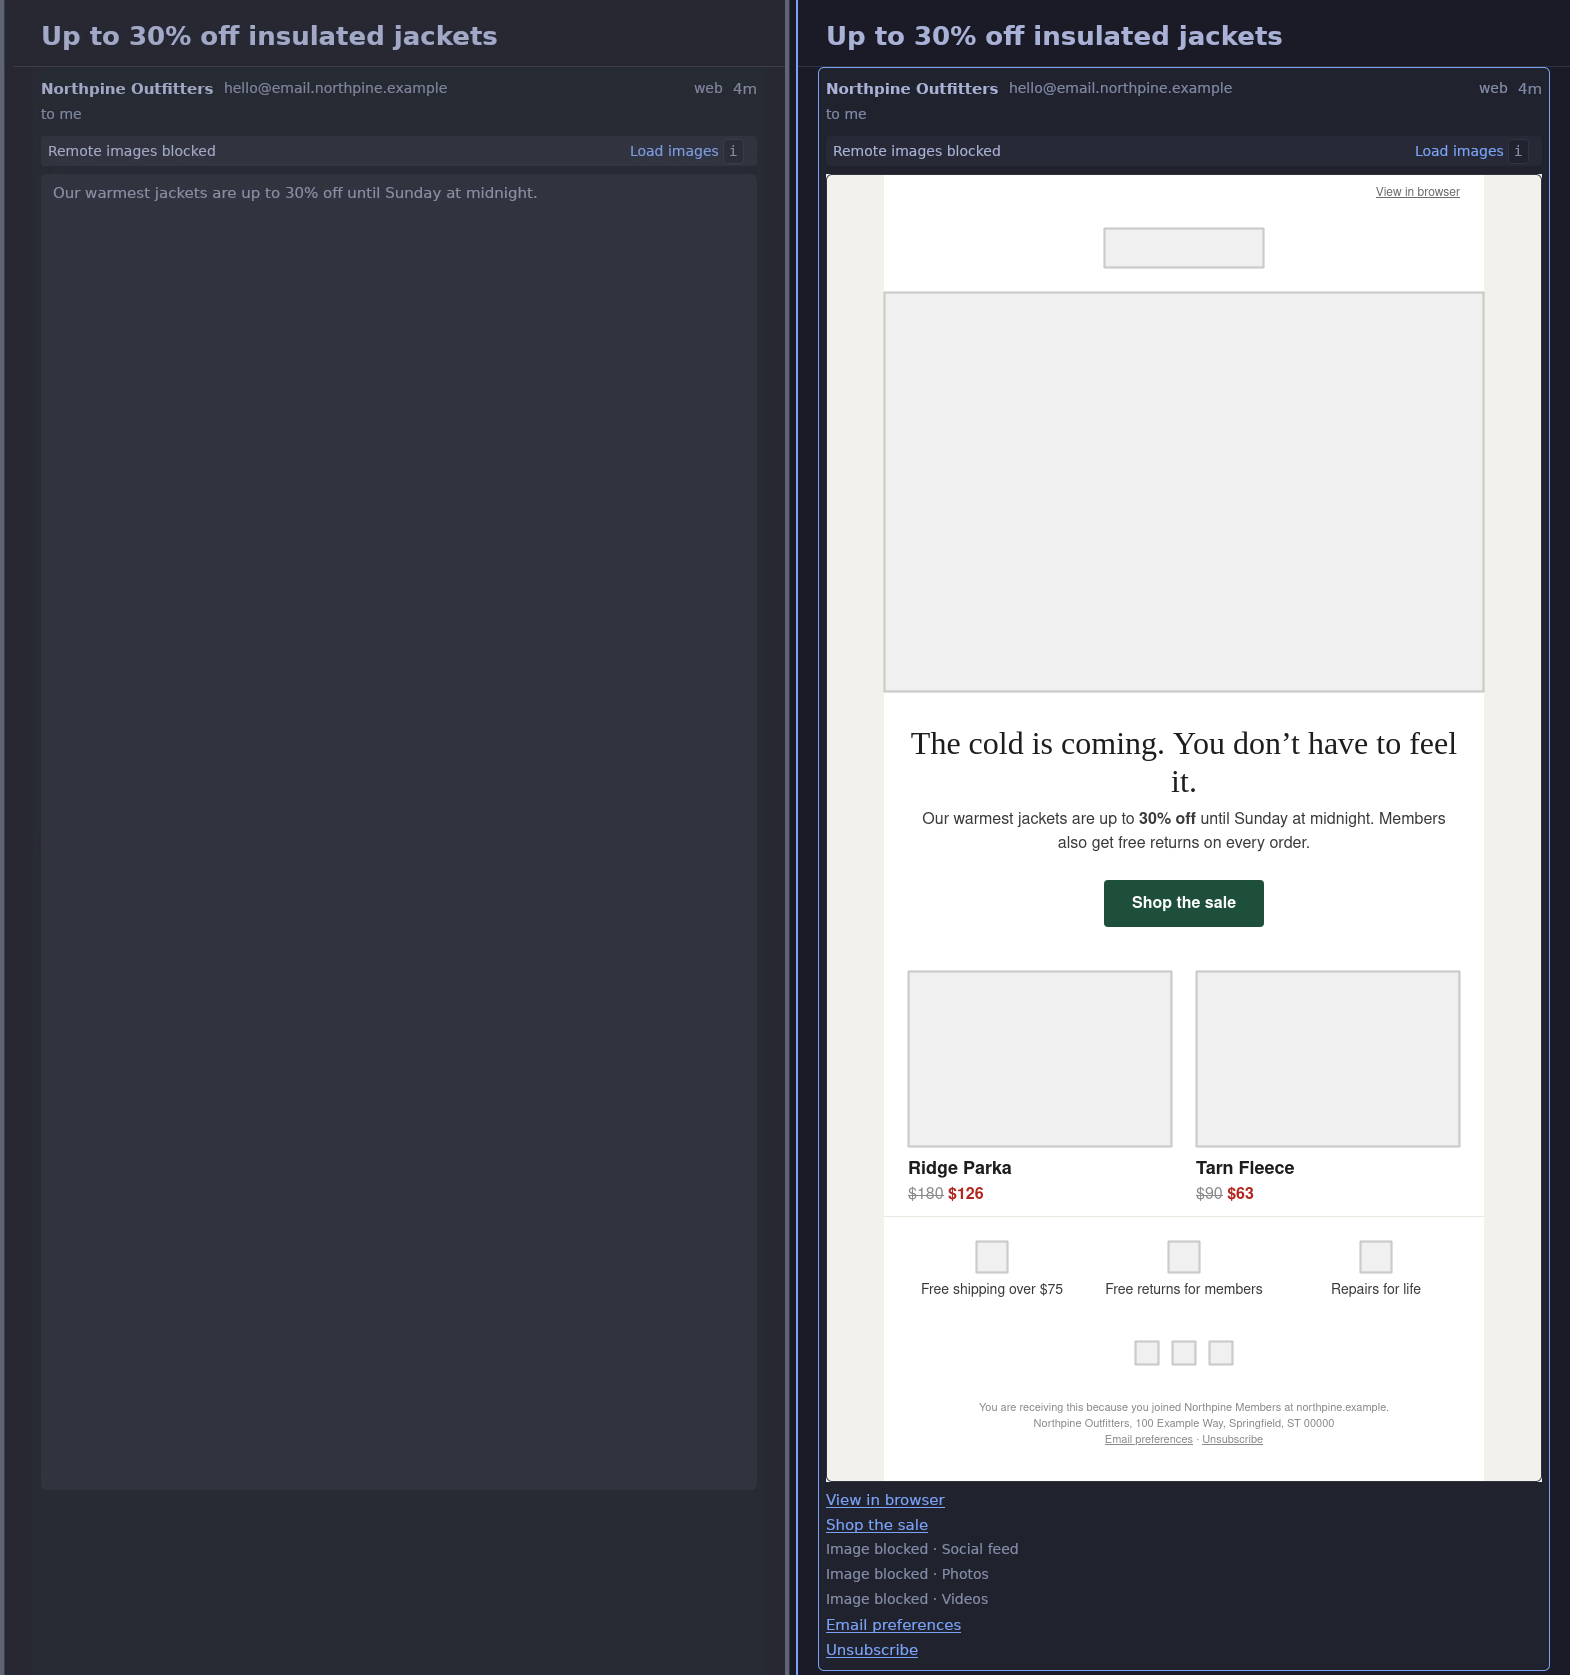 Up to 30% off insulated jackets
Northpine Outfitters hello@email.northpine.example web 4m
to me
Remote images blocked Load images i
Our warmest jackets are up to 30% off until Sunday at midnight.
Up to 30% off insulated jackets
Northpine Outfitters hello@email.northpine.example web 4m
to me
Remote images blocked Load images i
View in browser
The cold is coming. You don’t have to feel
it.
Our warmest jackets are up to 30% off until Sunday at midnight. Members
also get free returns on every order.
Shop the sale
Ridge Parka
$180 $126
Tarn Fleece
$90 $63
Free shipping over $75
Free returns for members
Repairs for life
You are receiving this because you joined Northpine Members at northpine.example.
Northpine Outfitters, 100 Example Way, Springfield, ST 00000
Email preferences · Unsubscribe
View in browser
Shop the sale
Image blocked · Social feed
Image blocked · Photos
Image blocked · Videos
Email preferences
Unsubscribe